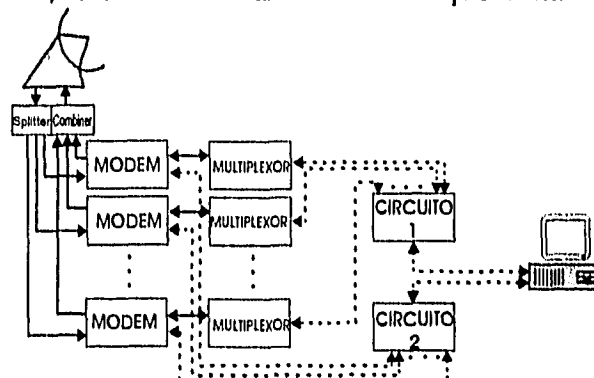 Splitter Combiner
MODEM
MULTIPLEXOR
MODEM
MULTIPLEXOR
CIRCUITO
1
MODEM
MULTIPLEXOR
CIRCUITO
2